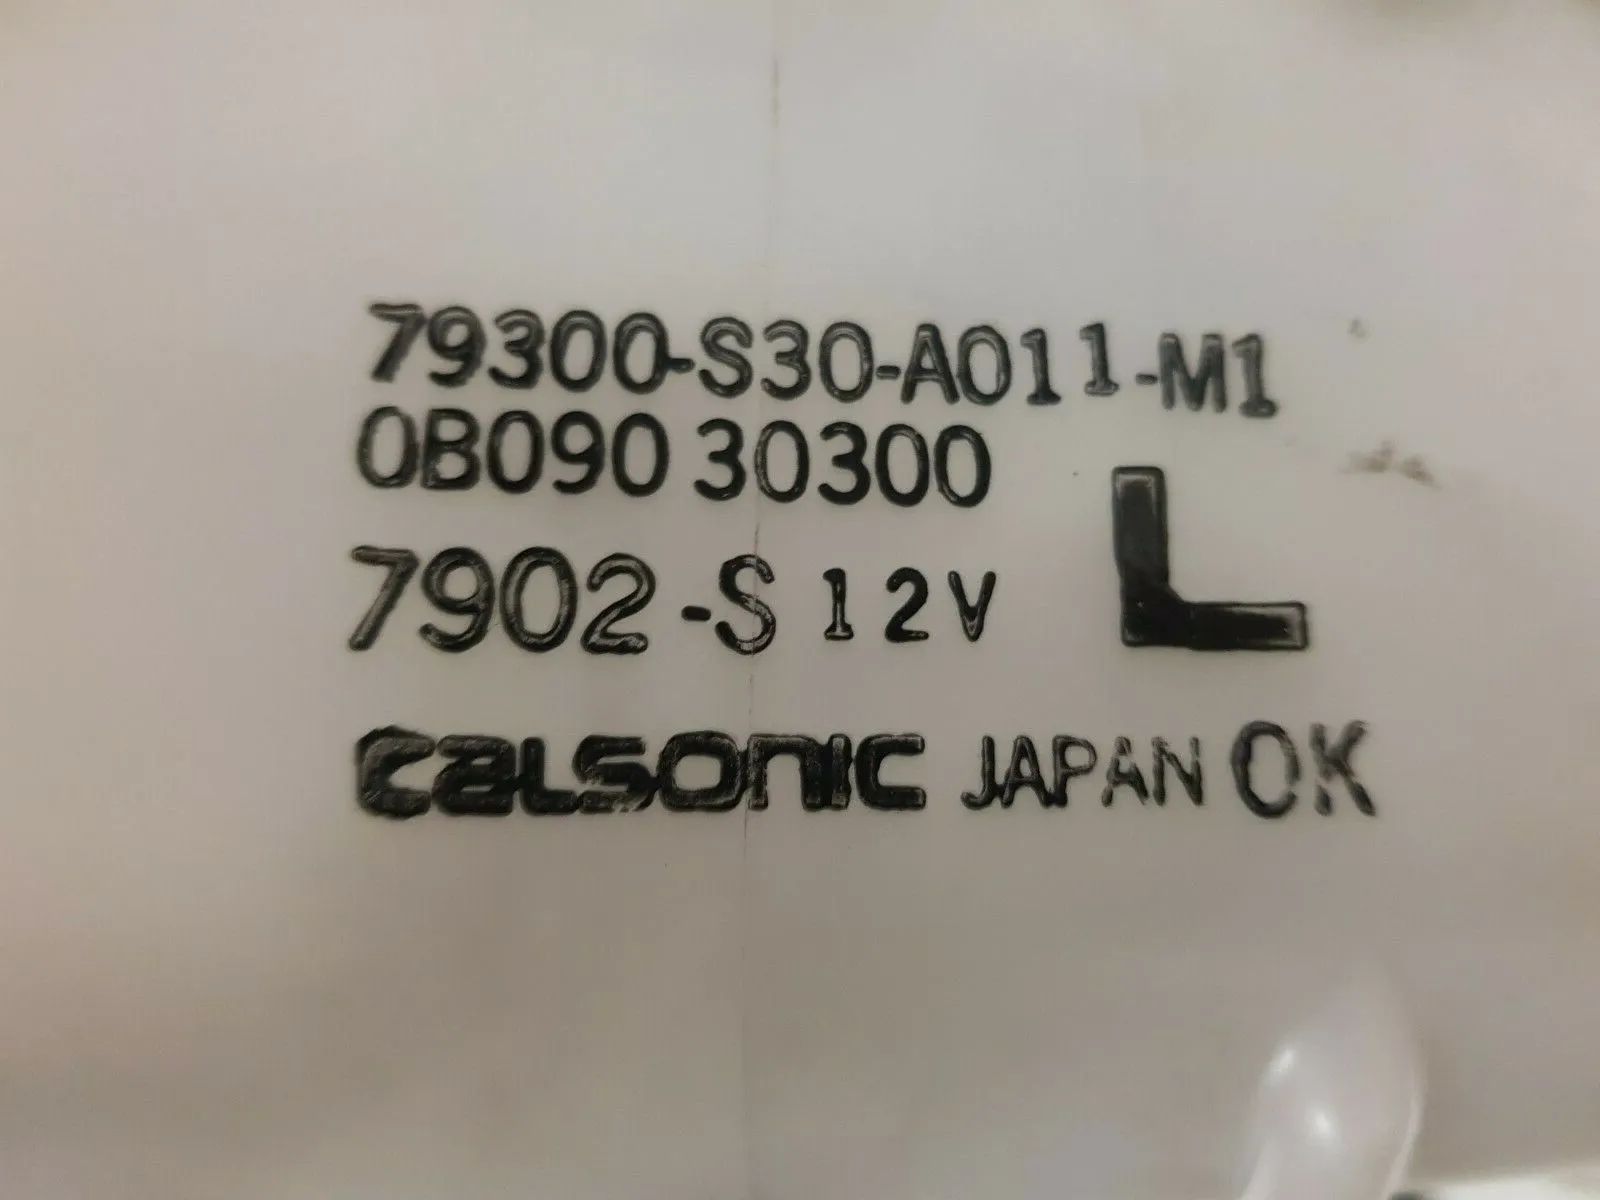 79300-S30-A011-M1
0B090 30300
7902-S 12V L
CALSONIC JAPAN OK